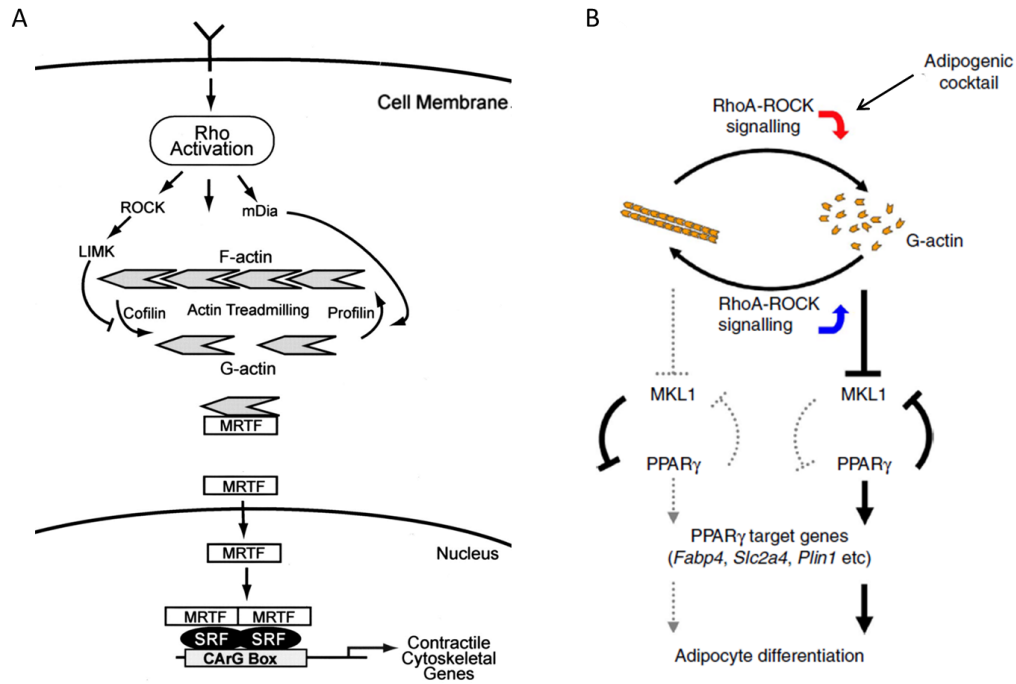 A
Cell Membrane
Rho
Activation
ROCK
mDia
LIMK
F-actin
Cofilin
Actin Treadmilling
Profilin
G-actin
MRTF
MRTF
MRTF
Nucleus
MRTF
MRTF
SRF
SRF
CArG Box
Contractile
Cytoskeletal
Genes
B
Adipogenic
cocktail
RhoA-ROCK
signalling
G-actin
RhoA-ROCK
signalling
MKL1
MKL1
PPARγ
PPARγ
PPARγ target genes
(Fabp4, Slc2a4, Plin1 etc)
Adipocyte differentiation